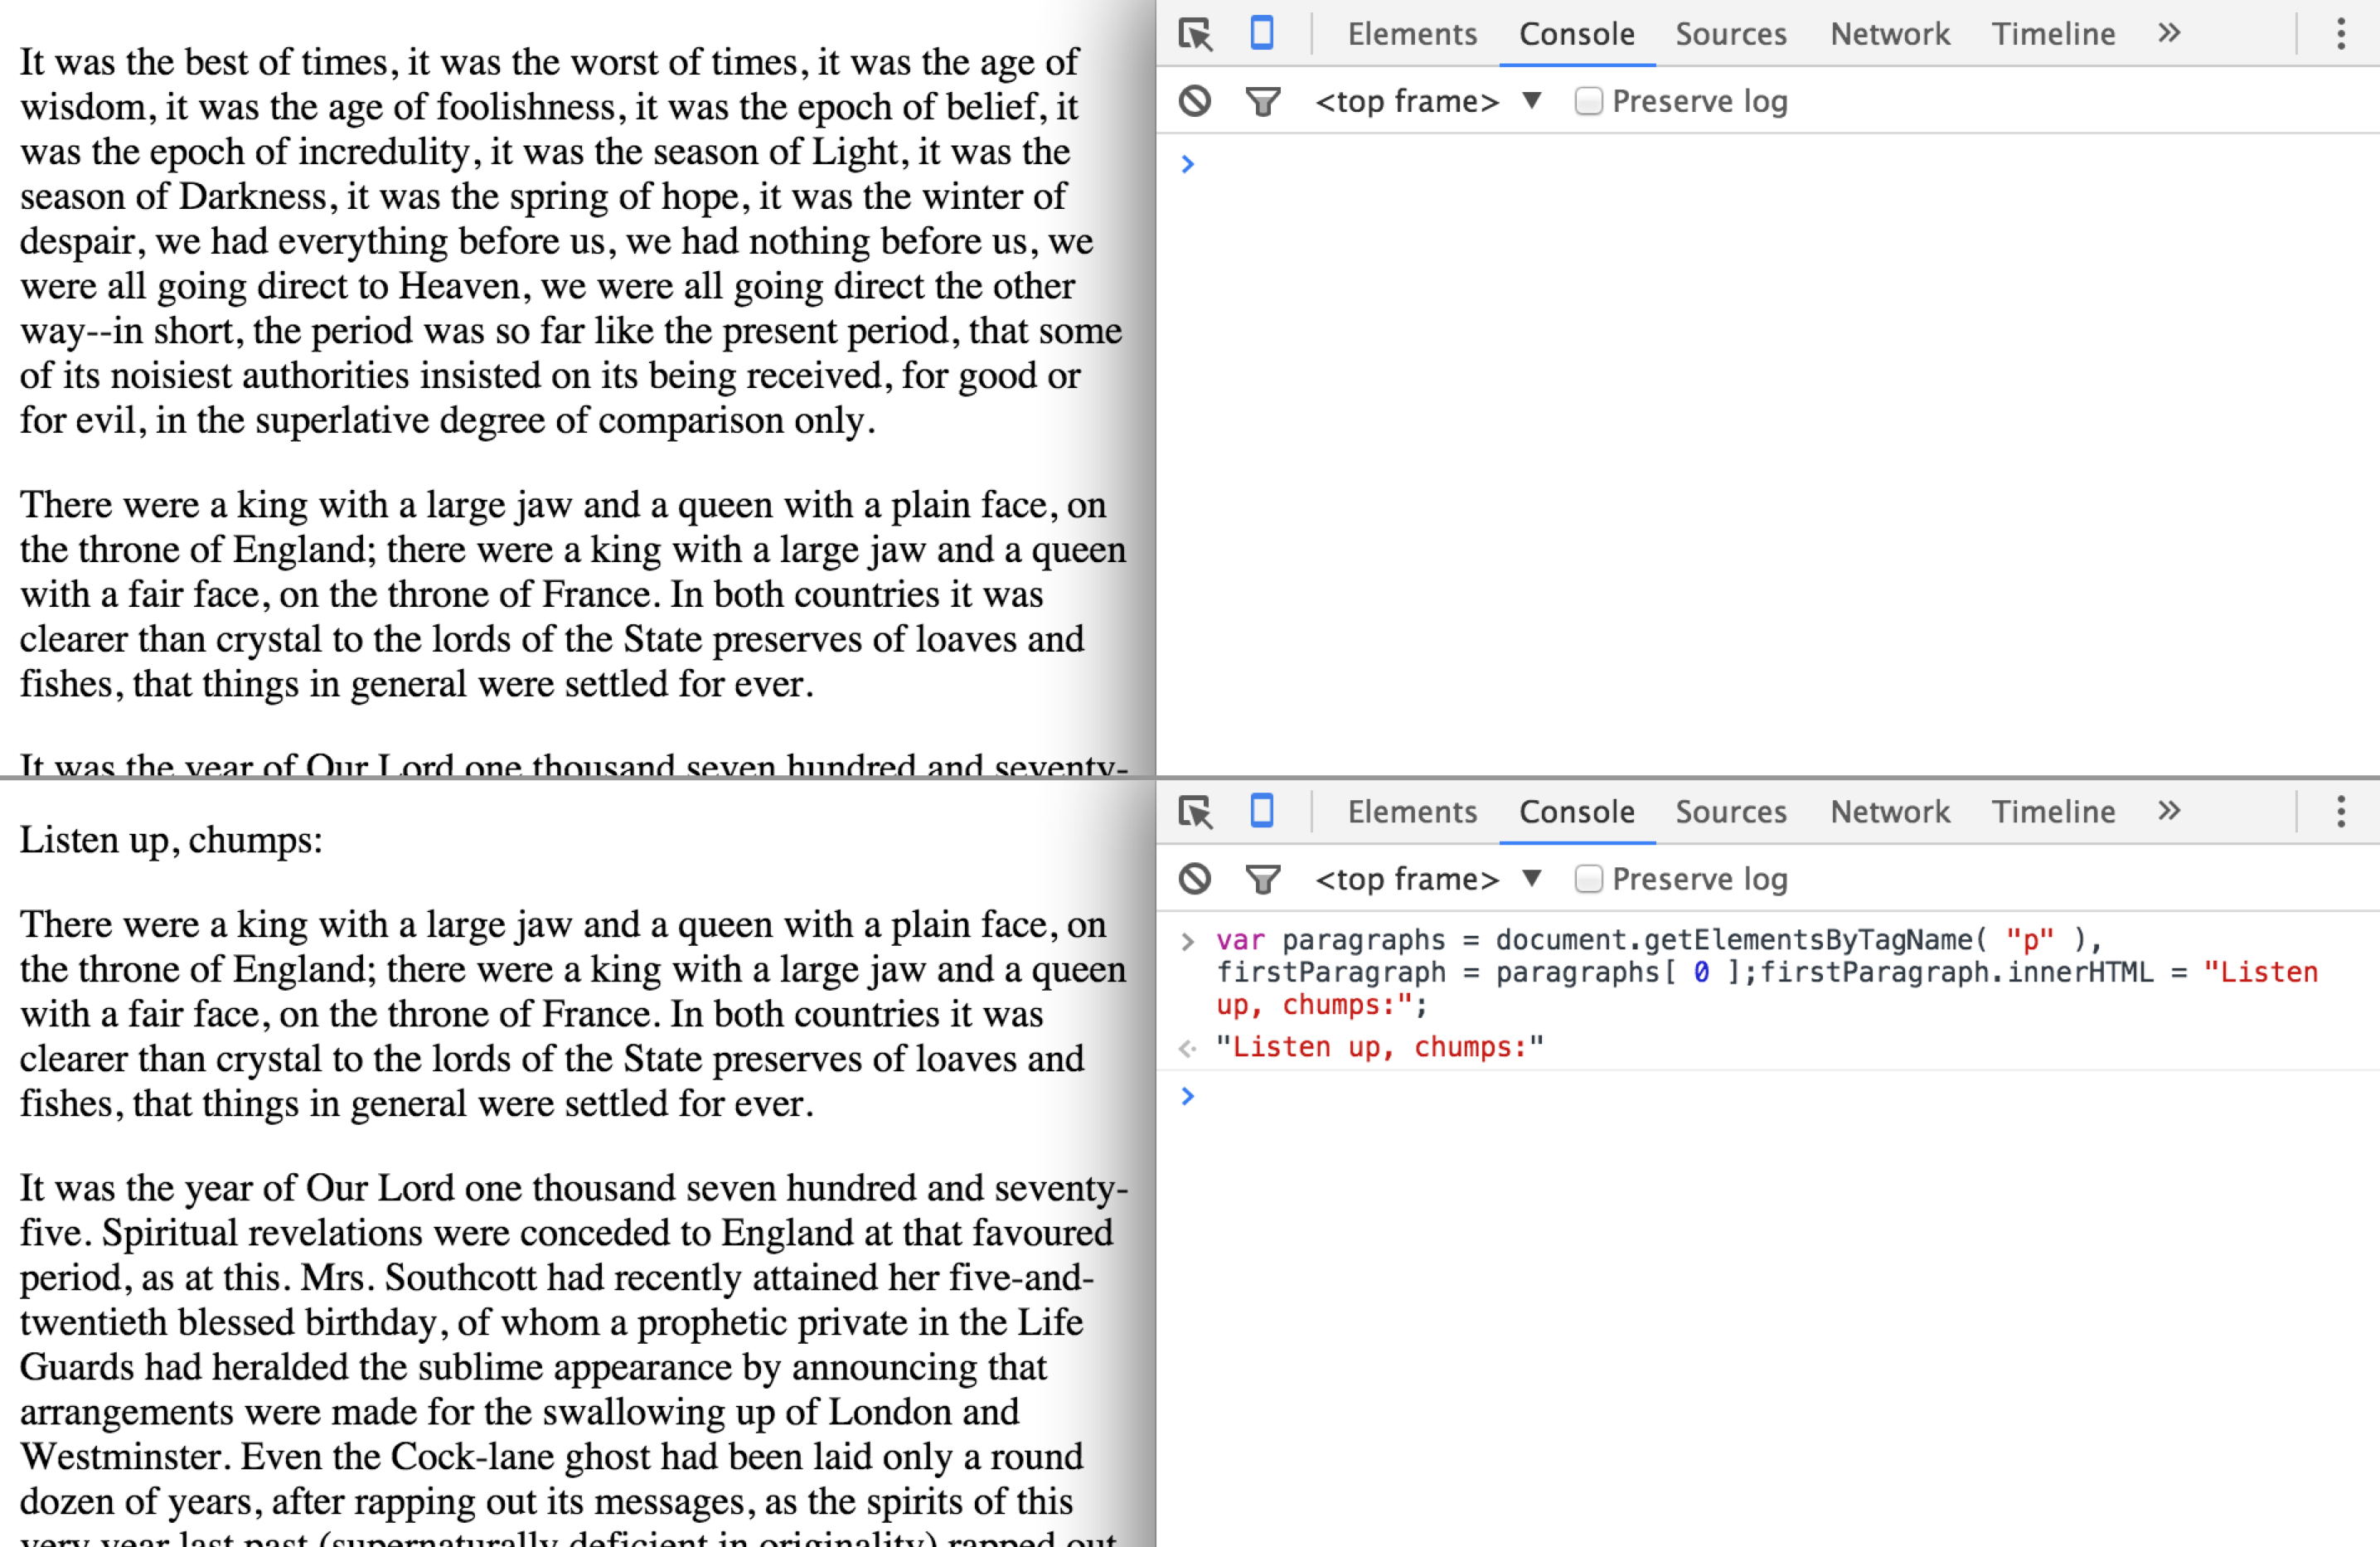 It was the best of times, it was the worst of times, it was the age of
wisdom, it was the age of foolishness, it was the epoch of belief, it
was the epoch of incredulity, it was the season of Light, it was the
season of Darkness, it was the spring of hope, it was the winter of
despair, we had everything before us, we had nothing before us, we
were all going direct to Heaven, we were all going direct the other
way--in short, the period was so far like the present period, that some
of its noisiest authorities insisted on its being received, for good or
for evil, in the superlative degree of comparison only.
There were a king with a large jaw and a queen with a plain face, on
the throne of England; there were a king with a large jaw and a queen
with a fair face, on the throne of France. In both countries it was
clearer than crystal to the lords of the State preserves of loaves and
fishes, that things in general were settled for ever.
It was the year of Our Lord one thousand seven hundred and seventy-
Elements Console Sources Network Timeline »
<top frame> ▼ Preserve log
>
Listen up, chumps:
There were a king with a large jaw and a queen with a plain face, on
the throne of England; there were a king with a large jaw and a queen
with a fair face, on the throne of France. In both countries it was
clearer than crystal to the lords of the State preserves of loaves and
fishes, that things in general were settled for ever.
It was the year of Our Lord one thousand seven hundred and seventy-
five. Spiritual revelations were conceded to England at that favoured
period, as at this. Mrs. Southcott had recently attained her five-and-
twentieth blessed birthday, of whom a prophetic private in the Life
Guards had heralded the sublime appearance by announcing that
arrangements were made for the swallowing up of London and
Westminster. Even the Cock-lane ghost had been laid only a round
dozen of years, after rapping out its messages, as the spirits of this
very year last past (supernaturally deficient in originality) rapped out
Elements Console Sources Network Timeline »
<top frame> ▼ Preserve log
> var paragraphs = document.getElementsByTagName( "p" ),
firstParagraph = paragraphs[ 0 ];firstParagraph.innerHTML = "Listen
up, chumps:";
"Listen up, chumps:"
>